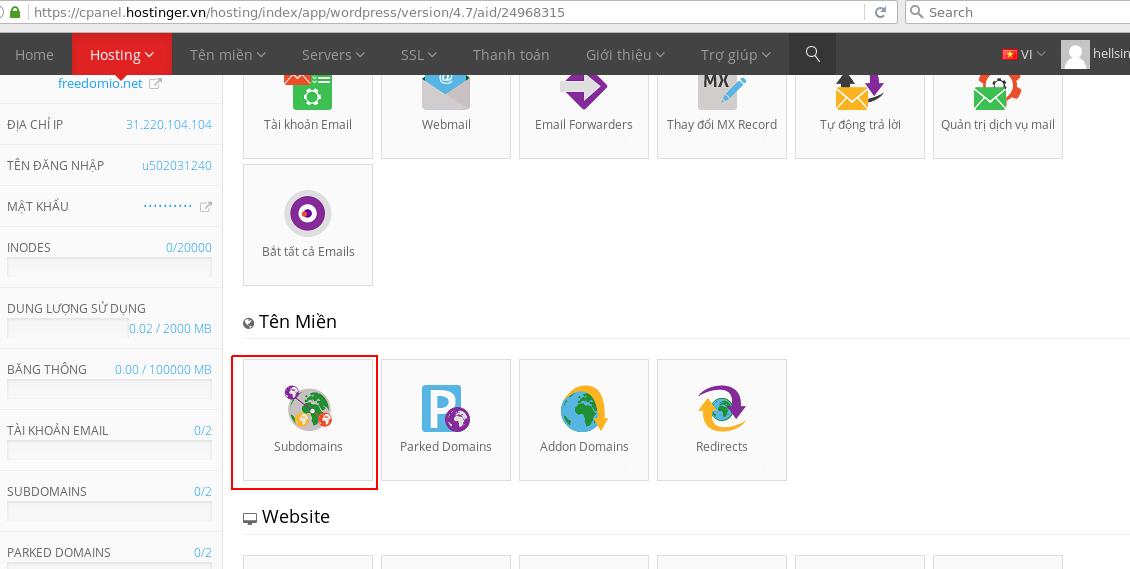 https://cpanel.hostinger.vn/hosting/index/app/wordpress/version/4.7/aid/24968315
Search
Home Hosting Tên miền Servers SSL Thanh toán Giới thiệu Trợ giúp VI hellsin
freedomio.net
ĐỊA CHỈ IP 31.220.104.104
TÊN ĐĂNG NHẬP u502031240
MẬT KHẨU ··········
INODES 0/20000
DUNG LƯỢNG SỬ DỤNG
0.02 / 2000 MB
BĂNG THÔNG 0.00 / 100000 MB
TÀI KHOẢN EMAIL 0/2
SUBDOMAINS 0/2
PARKED DOMAINS 0/2
MX
Tài khoản Email
Webmail
Email Forwarders
Thay đổi MX Record
Tự động trả lời
Quản trị dịch vụ mail
Bắt tất cả Emails
Tên Miền
Subdomains
P
Parked Domains
Addon Domains
Redirects
Website